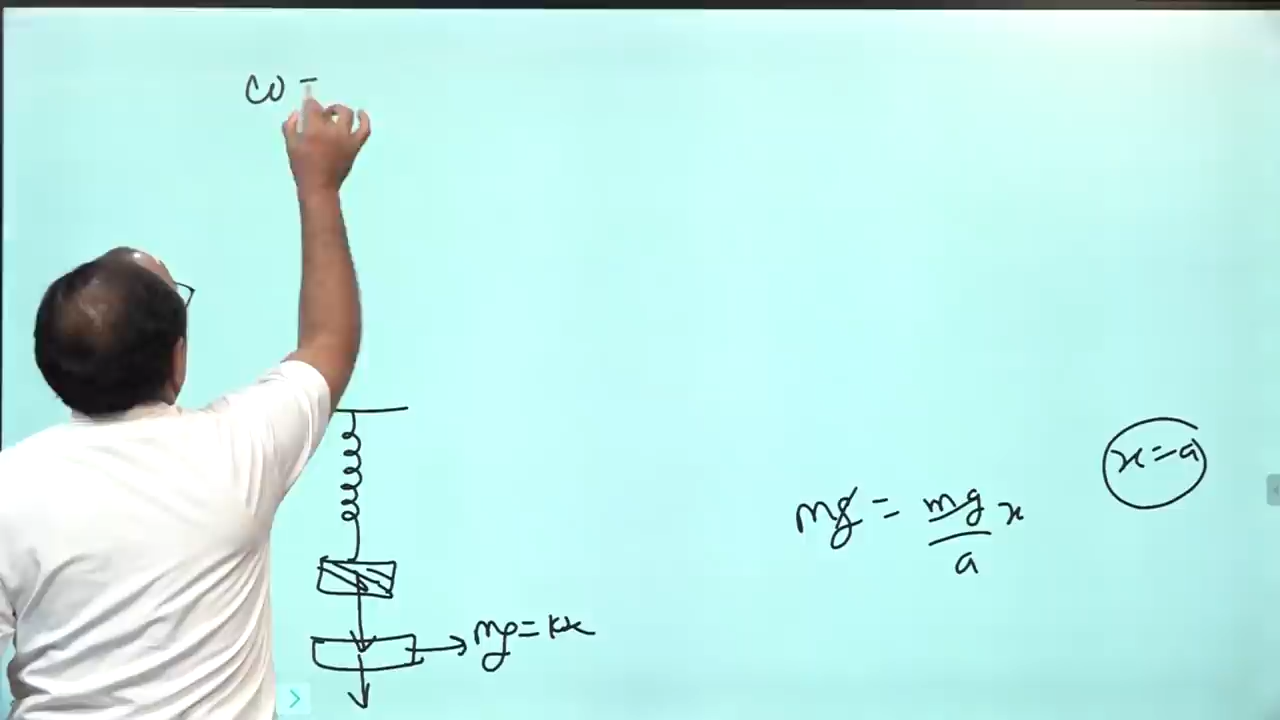 ω =
x=a
mg = mg/a x
mg=kx